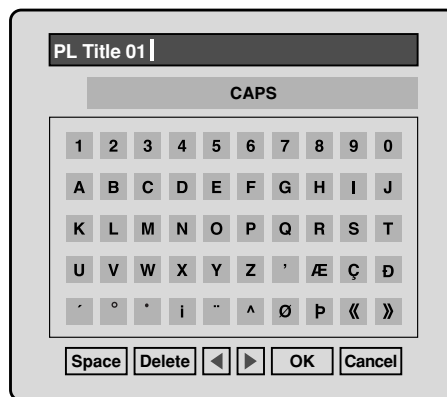 PL Title 01
CAPS
1 2 3 4 5 6 7 8 9 0
A B C D E F G H I J
K L M N O P Q R S T
U V W X Y Z ’ Æ Ç Ð
´ ° • i ¨ ^ Ø Þ « »
Space Delete ◀ ▶ OK Cancel